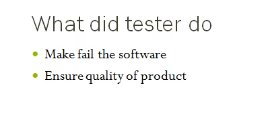 What did tester do
Make fail the software
Ensure quality of product